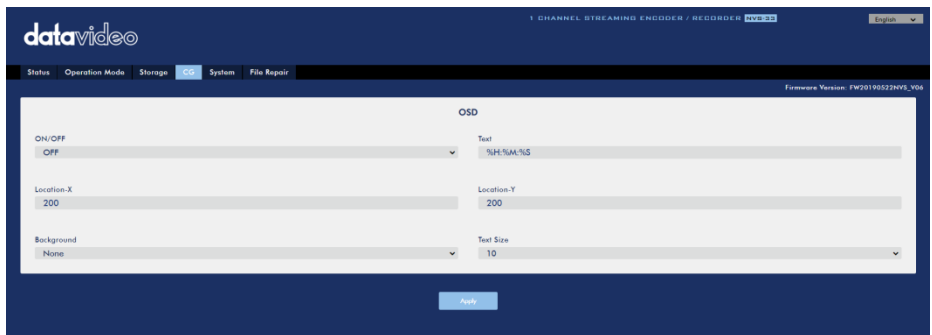 1 CHANNEL STREAMING ENCODER / RECORDER NVS-33
English
datavideo
Status Operation Mode Storage CG System File Repair
Firmware Version: FW20190522NVS_V06
OSD
ON/OFF Text
OFF %H:%M:%S
Location-X Location-Y
200 200
Background Text Size
None 10
Apply